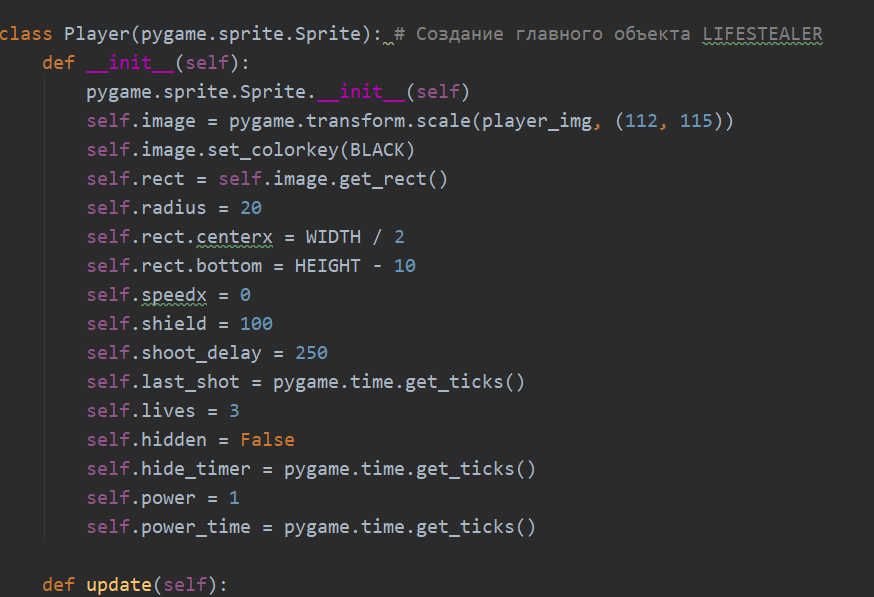 class Player(pygame.sprite.Sprite): # Создание главного объекта LIFESTEALER
def __init__(self):
pygame.sprite.Sprite.__init__(self)
self.image = pygame.transform.scale(player_img, (112, 115))
self.image.set_colorkey(BLACK)
self.rect = self.image.get_rect()
self.radius = 20
self.rect.centerx = WIDTH / 2
self.rect.bottom = HEIGHT - 10
self.speedx = 0
self.shield = 100
self.shoot_delay = 250
self.last_shot = pygame.time.get_ticks()
self.lives = 3
self.hidden = False
self.hide_timer = pygame.time.get_ticks()
self.power = 1
self.power_time = pygame.time.get_ticks()
def update(self):